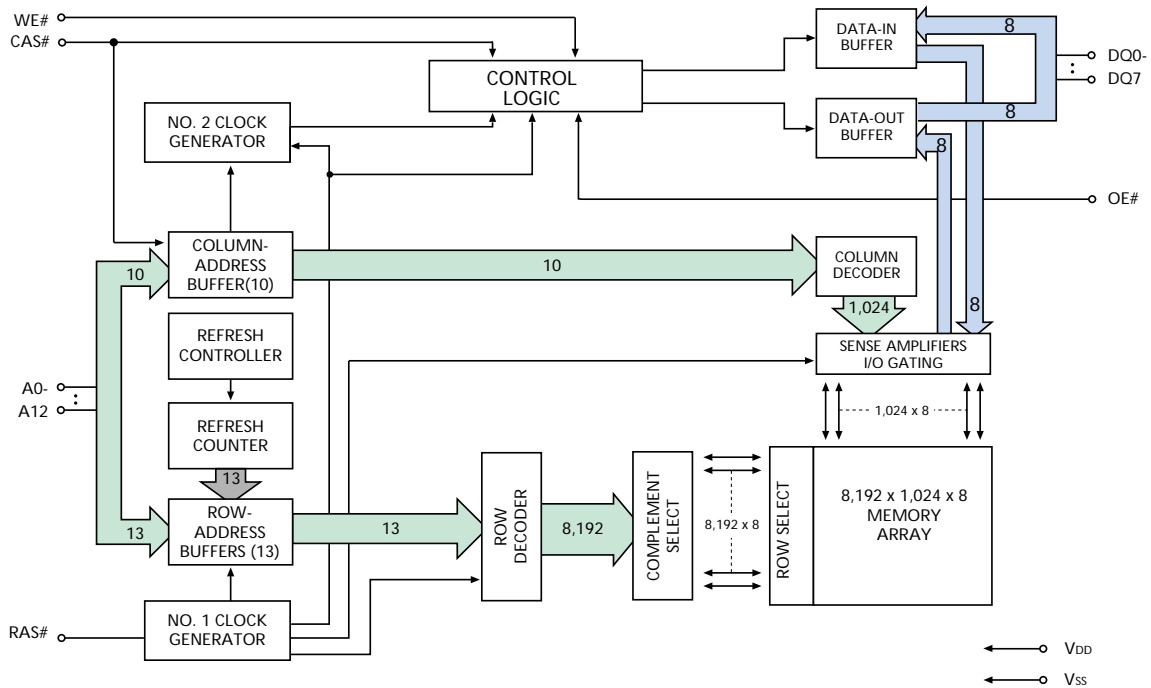 WE#
CAS#
CONTROL
LOGIC
DATA-IN
BUFFER
8
DQ0-
:
DQ7
NO. 2 CLOCK
GENERATOR
DATA-OUT
BUFFER
8
8
OE#
COLUMN-
ADDRESS
BUFFER(10)
10
10
COLUMN
DECODER
1,024
8
REFRESH
CONTROLLER
SENSE AMPLIFIERS
I/O GATING
A0-
:
A12
REFRESH
COUNTER
1,024 x 8
13
ROW-
ADDRESS
BUFFERS (13)
13
13
ROW
DECODER
8,192
COMPLEMENT
SELECT
8,192 x 8
ROW SELECT
8,192 x 1,024 x 8
MEMORY
ARRAY
RAS#
NO. 1 CLOCK
GENERATOR
VDD
VSS